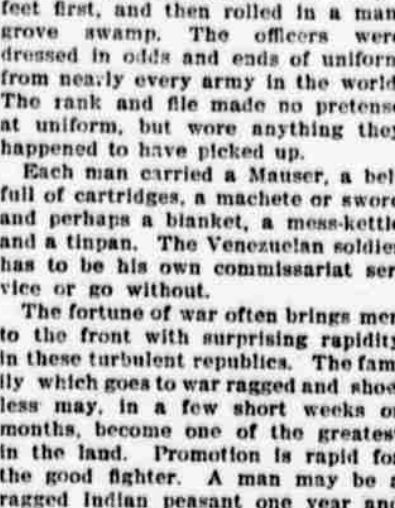 feet first, and then rolled in a man
grove swamp. The officers wer
dressed in odds and ends of uniform
from nearly every army in the world
The rank and file made no pretens
at uniform, but wore anything the
happened to have picked up.
Each man carried a Mauser, a bel
full of cartridges, a machete or sword
and perhaps a blanket, a mess-kettl
and a tinpan. The Venezuelan soldie
has to be his own commissariat ser
vice or go without.
The fortune of war often brings men
to the front with surprising rapidity
in these turbulent republics. The fam
ily which goes to war ragged and shoe
less may, in a few short weeks or
months, become one of the greates
in the land. Promotion is rapid for
the good fighter. A man may be a
ragged Indian peasant one year and